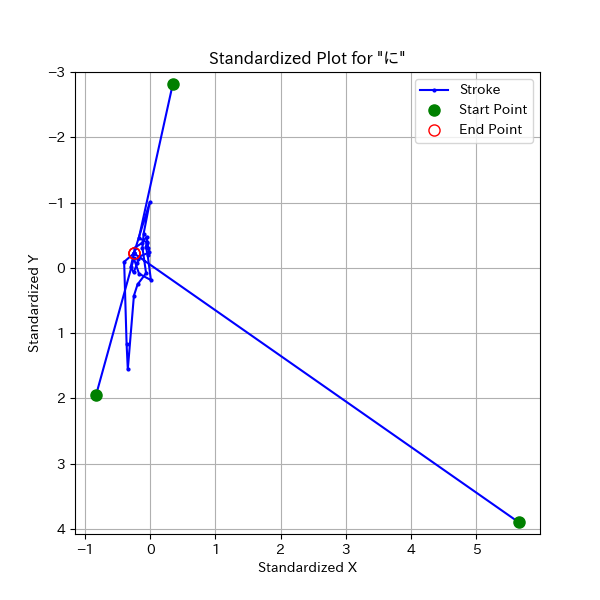 Standardized Plot for "に"
Stroke
Start Point
End Point
−3
−2
−1
0
1
2
3
4
Standardized Y
−1 0 1 2 3 4 5
Standardized X